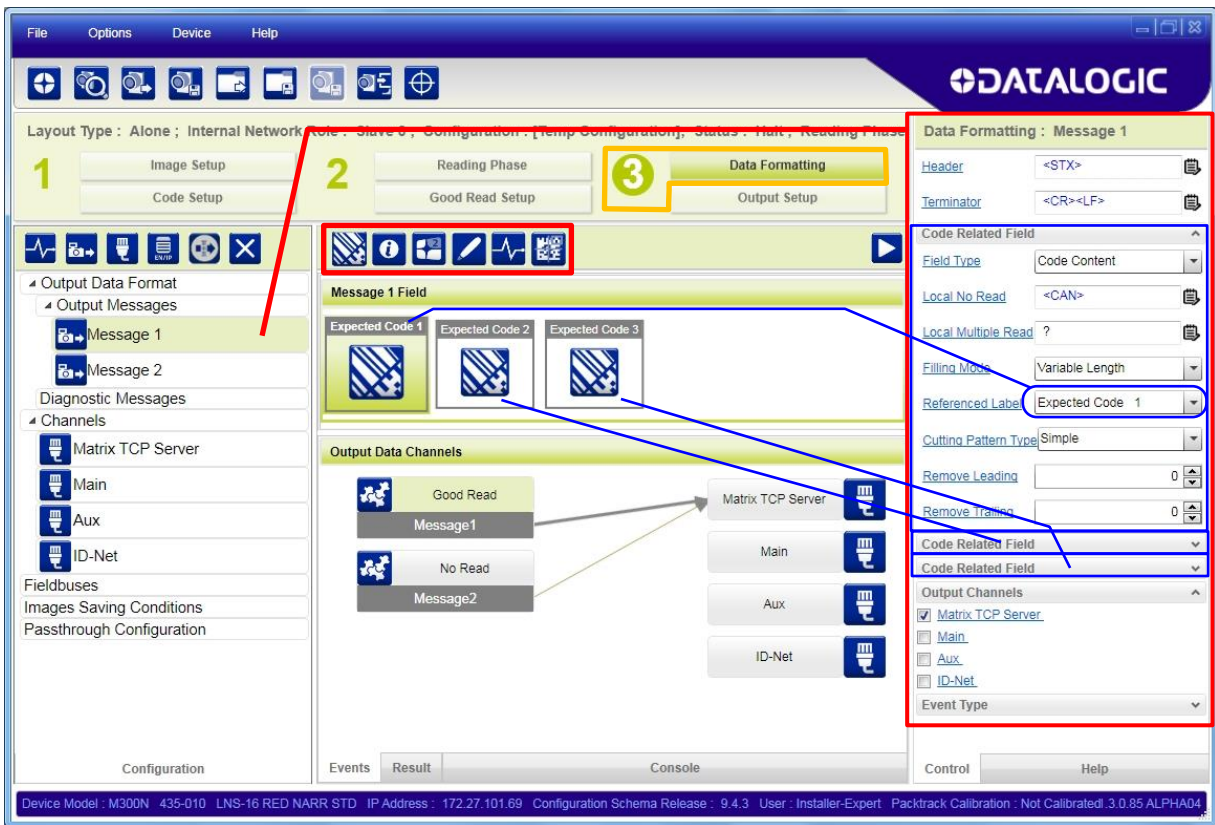 File Options Device Help
DATALOGIC
Layout Type : Alone ; Internal Network Role : Slave 0 ; Configuration : [Temp Configuration]; Status : Halt ; Reading Phase
1 Image Setup
Code Setup
2 Reading Phase
Good Read Setup
3 Data Formatting
Output Setup
EN/IP
Output Data Format
Output Messages
Message 1
Message 2
Diagnostic Messages
Channels
Matrix TCP Server
Main
Aux
ID-Net
Fieldbuses
Images Saving Conditions
Passthrough Configuration
Configuration
Message 1 Field
Expected Code 1 Expected Code 2 Expected Code 3
Output Data Channels
Good Read
Message1
No Read
Message2
Matrix TCP Server
Main
Aux
ID-Net
Events Result Console
Data Formatting : Message 1
Header <STX>
Terminator <CR><LF>
Code Related Field
Field Type Code Content
Local No Read <CAN>
Local Multiple Read ?
Filling Mode Variable Length
Referenced Label Expected Code 1
Cutting Pattern Type Simple
Remove Leading 0
Remove Trailing 0
Code Related Field
Code Related Field
Output Channels
Matrix TCP Server
Main
Aux
ID-Net
Event Type
Control Help
Device Model : M300N 435-010 LNS-16 RED NARR STD IP Address : 172.27.101.69 Configuration Schema Release : 9.4.3 User : Installer-Expert Packtrack Calibration : Not Calibrated .3.0.85 ALPHA04